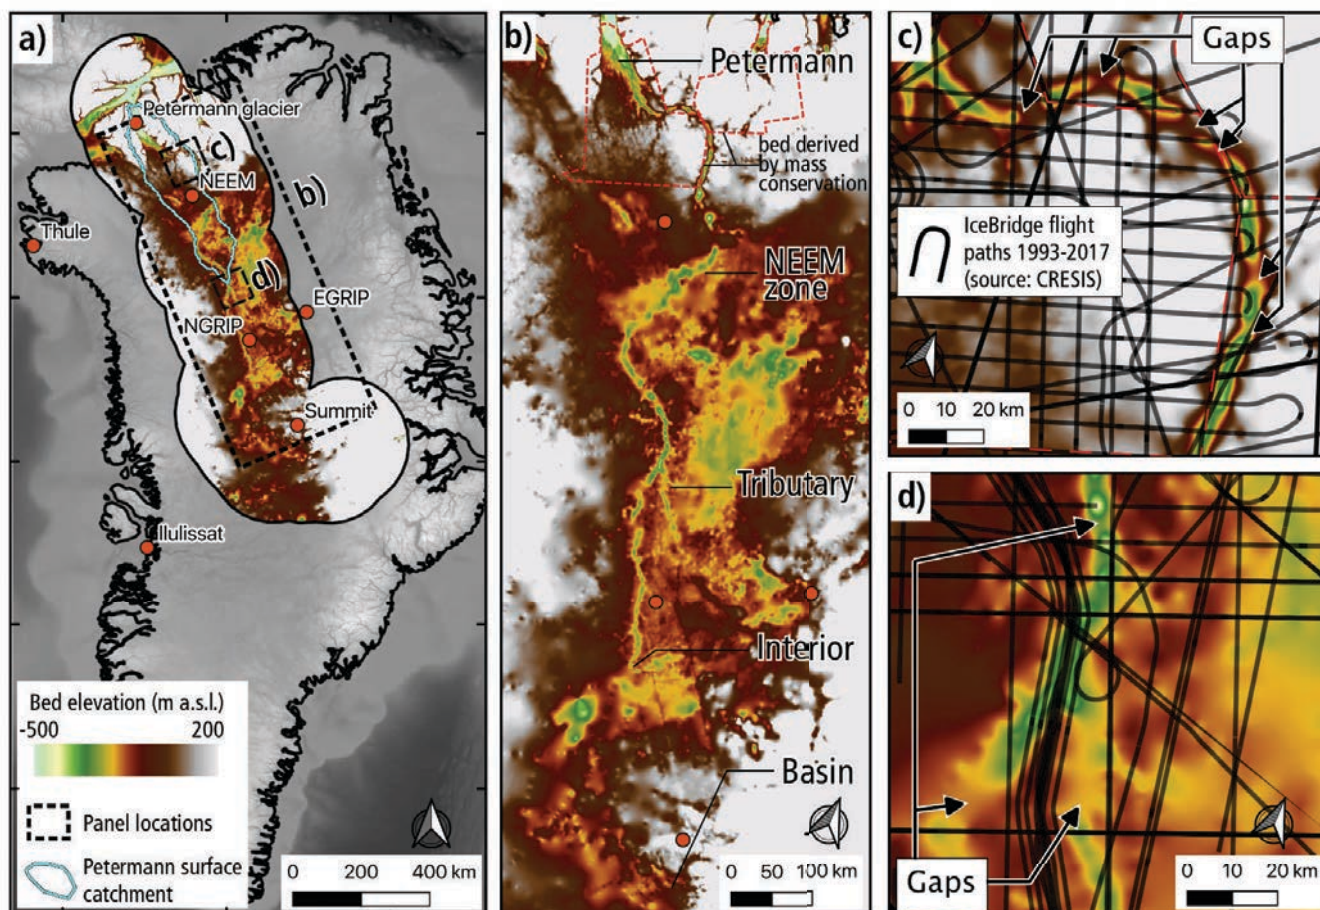 a)
Petermann glacier
c)
NEEM
b)
Thule
d)
EGRIP
NGRIP
Summit
Ilulissat
Bed elevation (m a.s.l.)
-500 200
Panel locations
Petermann surface
catchment
0 200 400 km
b)
Petermann
bed derived
by mass
conservation
NEEM
zone
Tributary
Interior
Basin
0 50 100 km
c)
Gaps
IceBridge flight
paths 1993-2017
(source: CRESIS)
0 10 20 km
d)
Gaps
0 10 20 km